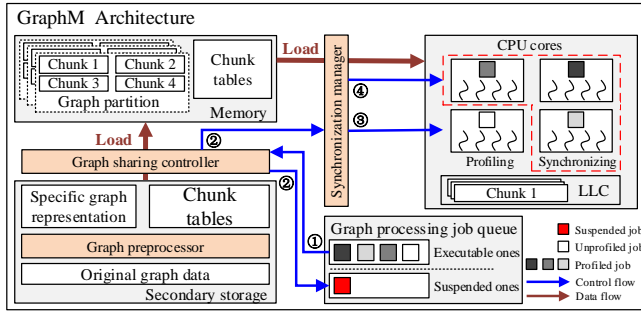 GraphM Architecture
Chunk 1
Chunk 2
Chunk 3
Chunk 4
Graph partition
Chunk
tables
Memory
Load
Load
Synchronization manager
CPU cores
④
③
Profiling
Synchronizing
Chunk 1
LLC
②
Graph sharing controller
②
①
Specific graph
representation
Chunk
tables
Graph preprocessor
Original graph data
Secondary storage
Graph processing job queue
Executable ones
Suspended ones
Suspended job
Unprofiled job
Profiled job
Control flow
Data flow